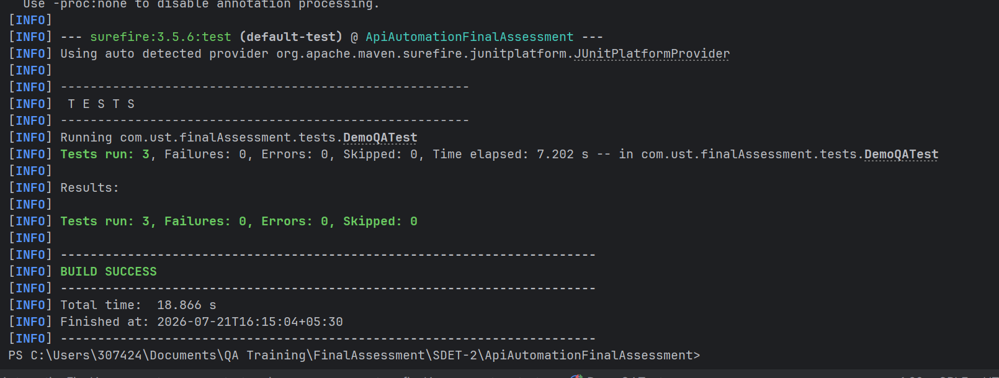 Use -proc:none to disable annotation processing.
[INFO]
[INFO] --- surefire:3.5.6:test (default-test) @ ApiAutomationFinalAssessment ---
[INFO] Using auto detected provider org.apache.maven.surefire.junitplatform.JUnitPlatformProvider
[INFO]
[INFO] -------------------------------------------------------
[INFO]  T E S T S
[INFO] -------------------------------------------------------
[INFO] Running com.ust.finalAssessment.tests.DemoQATest
[INFO] Tests run: 3, Failures: 0, Errors: 0, Skipped: 0, Time elapsed: 7.202 s -- in com.ust.finalAssessment.tests.DemoQATest
[INFO]
[INFO] Results:
[INFO]
[INFO] Tests run: 3, Failures: 0, Errors: 0, Skipped: 0
[INFO]
[INFO] ------------------------------------------------------------------------
[INFO] BUILD SUCCESS
[INFO] ------------------------------------------------------------------------
[INFO] Total time:  18.866 s
[INFO] Finished at: 2026-07-21T16:15:04+05:30
[INFO] ------------------------------------------------------------------------
PS C:\Users\307424\Documents\QA Training\FinalAssessment\SDET-2\ApiAutomationFinalAssessment>